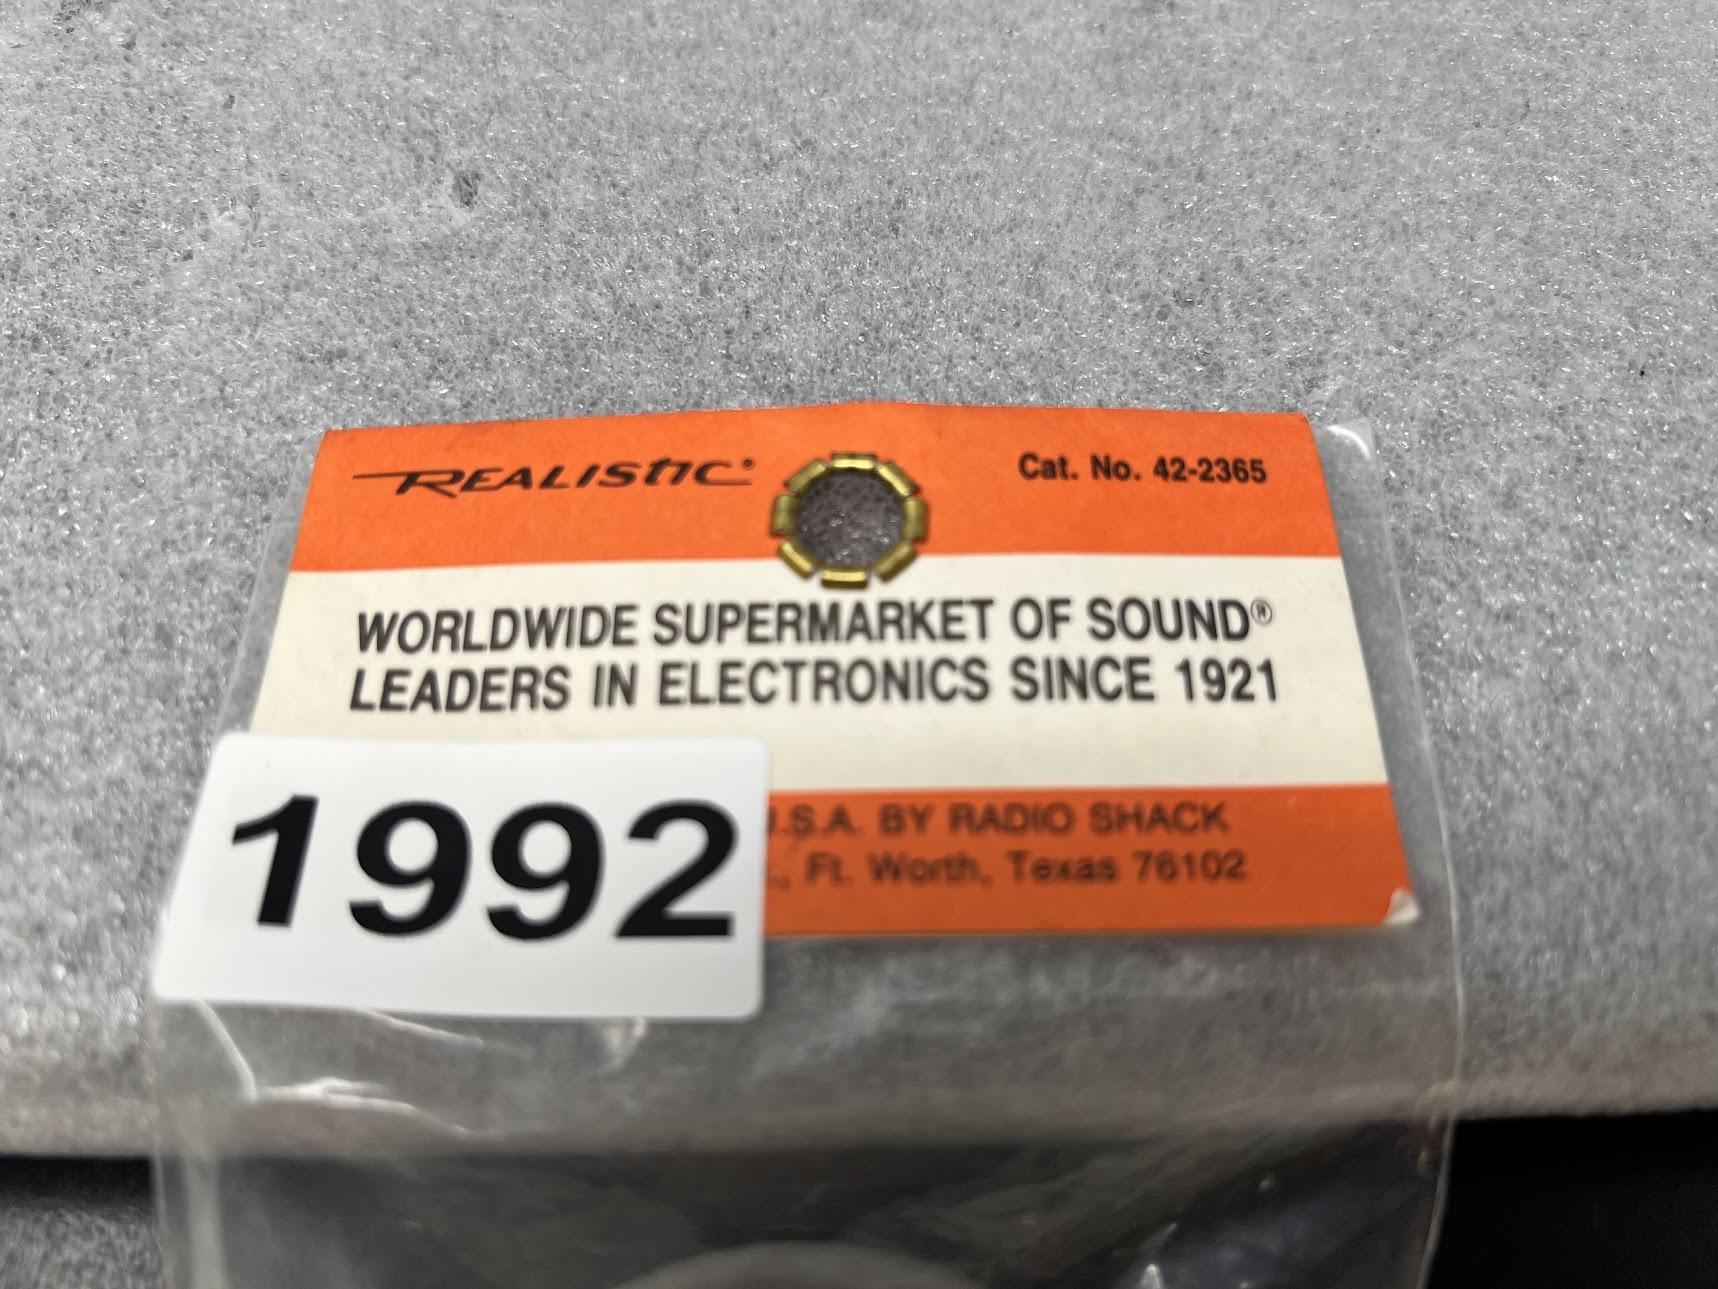 REALISTIC®
Cat. No. 42-2365
WORLDWIDE SUPERMARKET OF SOUND®
LEADERS IN ELECTRONICS SINCE 1921
1992
U.S.A. BY RADIO SHACK
Ft. Worth, Texas 76102